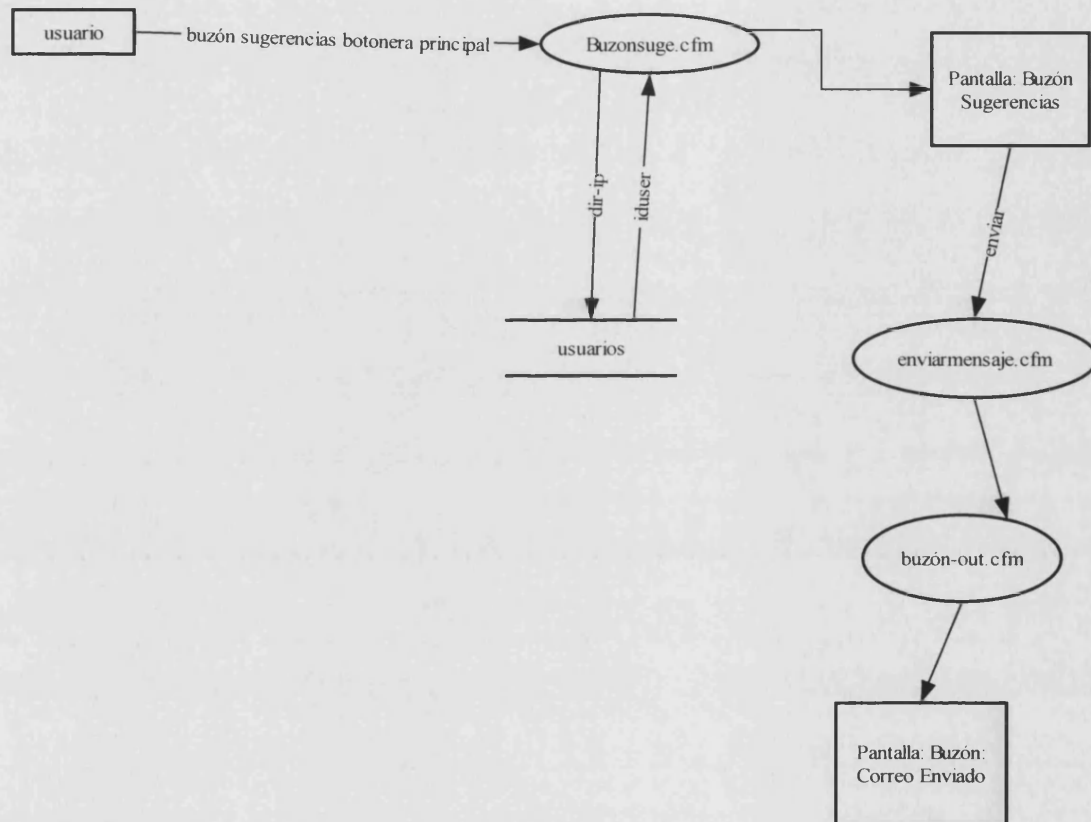 usuario
buzón sugerencias botonera principal
Buzonsuge.cfm
Pantalla: Buzón
Sugerencias
dir-ip
iduser
enviar
usuarios
enviarmensaje.cfm
buzón-out.cfm
Pantalla: Buzón:
Correo Enviado